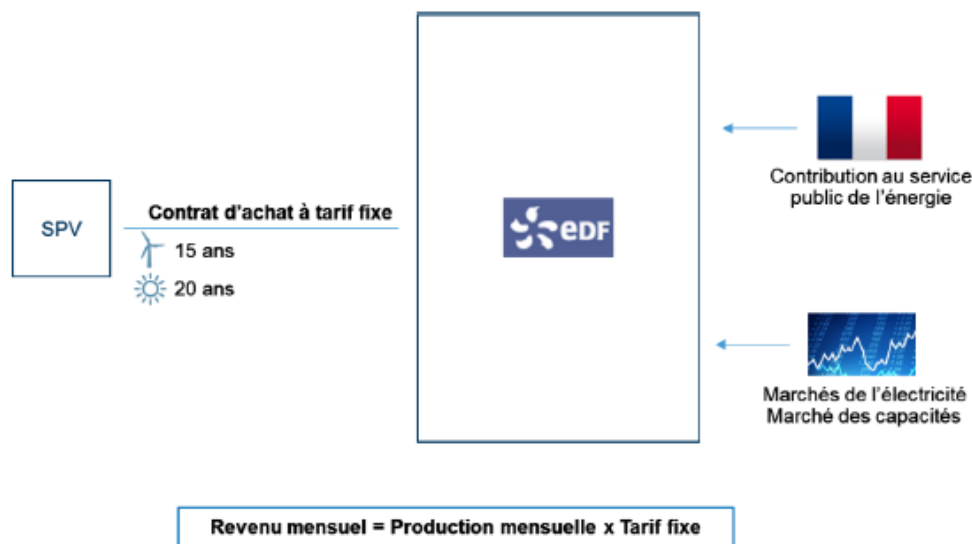 SPV
Contrat d'achat à tarif fixe
15 ans
20 ans
eDF
Contribution au service
public de l'énergie
Marchés de l'électricité
Marché des capacités
Revenu mensuel = Production mensuelle x Tarif fixe